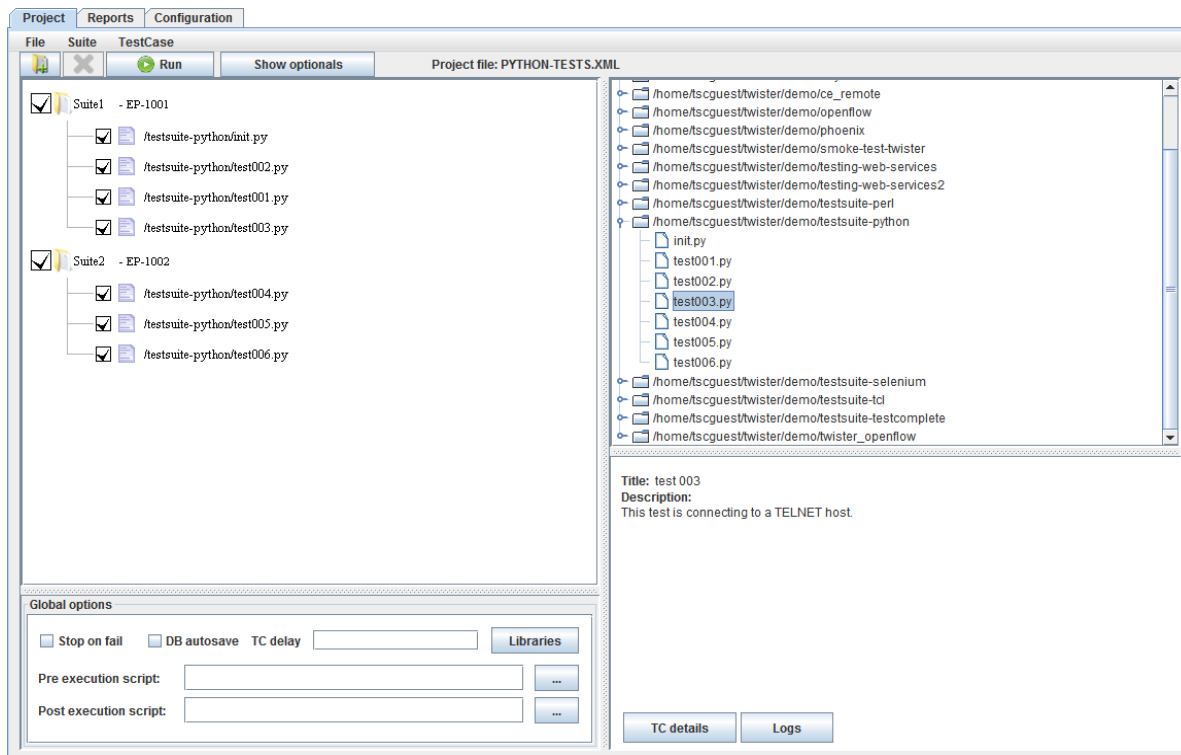 Project Reports Configuration
File Suite TestCase
Run Show optionals Project file: PYTHON-TESTS.XML
Suite1 - EP-1001
/testsuite-python/init.py
/testsuite-python/test002.py
/testsuite-python/test001.py
/testsuite-python/test003.py
Suite2 - EP-1002
/testsuite-python/test004.py
/testsuite-python/test005.py
/testsuite-python/test006.py
/home/tscguest/twister/demo/ce_remote
/home/tscguest/twister/demo/openflow
/home/tscguest/twister/demo/phoenix
/home/tscguest/twister/demo/smoke-test-twister
/home/tscguest/twister/demo/testing-web-services
/home/tscguest/twister/demo/testing-web-services2
/home/tscguest/twister/demo/testsuite-perl
/home/tscguest/twister/demo/testsuite-python
init.py
test001.py
test002.py
test003.py
test004.py
test005.py
test006.py
/home/tscguest/twister/demo/testsuite-selenium
/home/tscguest/twister/demo/testsuite-tcl
/home/tscguest/twister/demo/testsuite-testcomplete
/home/tscguest/twister/demo/twister_openflow
Global options
Stop on fail DB autosave TC delay Libraries
Pre execution script: ...
Post execution script: ...
Title: test 003
Description:
This test is connecting to a TELNET host.
TC details Logs